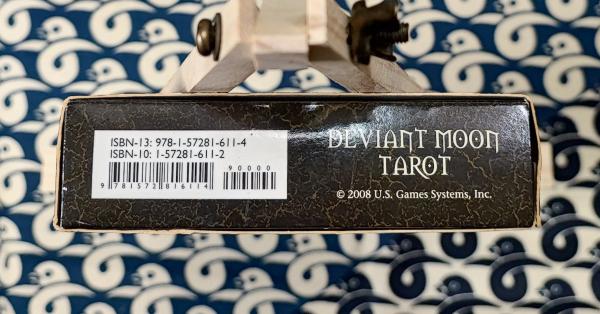 ISBN-13: 978-1-57281-611-4
ISBN-10: 1-57281-611-2
90000
9 781572 816114
DEVIANT MOON
TAROT
© 2008 U.S. Games Systems, Inc.